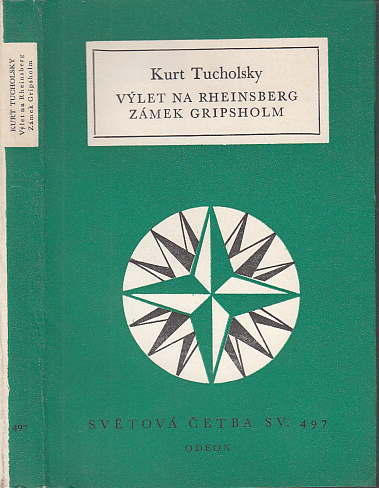 KURT TUCHOLSKY
Výlet na Rheinsberg
Zámek Gripsholm
497
Kurt Tucholsky
VÝLET NA RHEINSBERG
ZÁMEK GRIPSHOLM
SVĚTOVÁ ČETBA SV. 497
ODEON